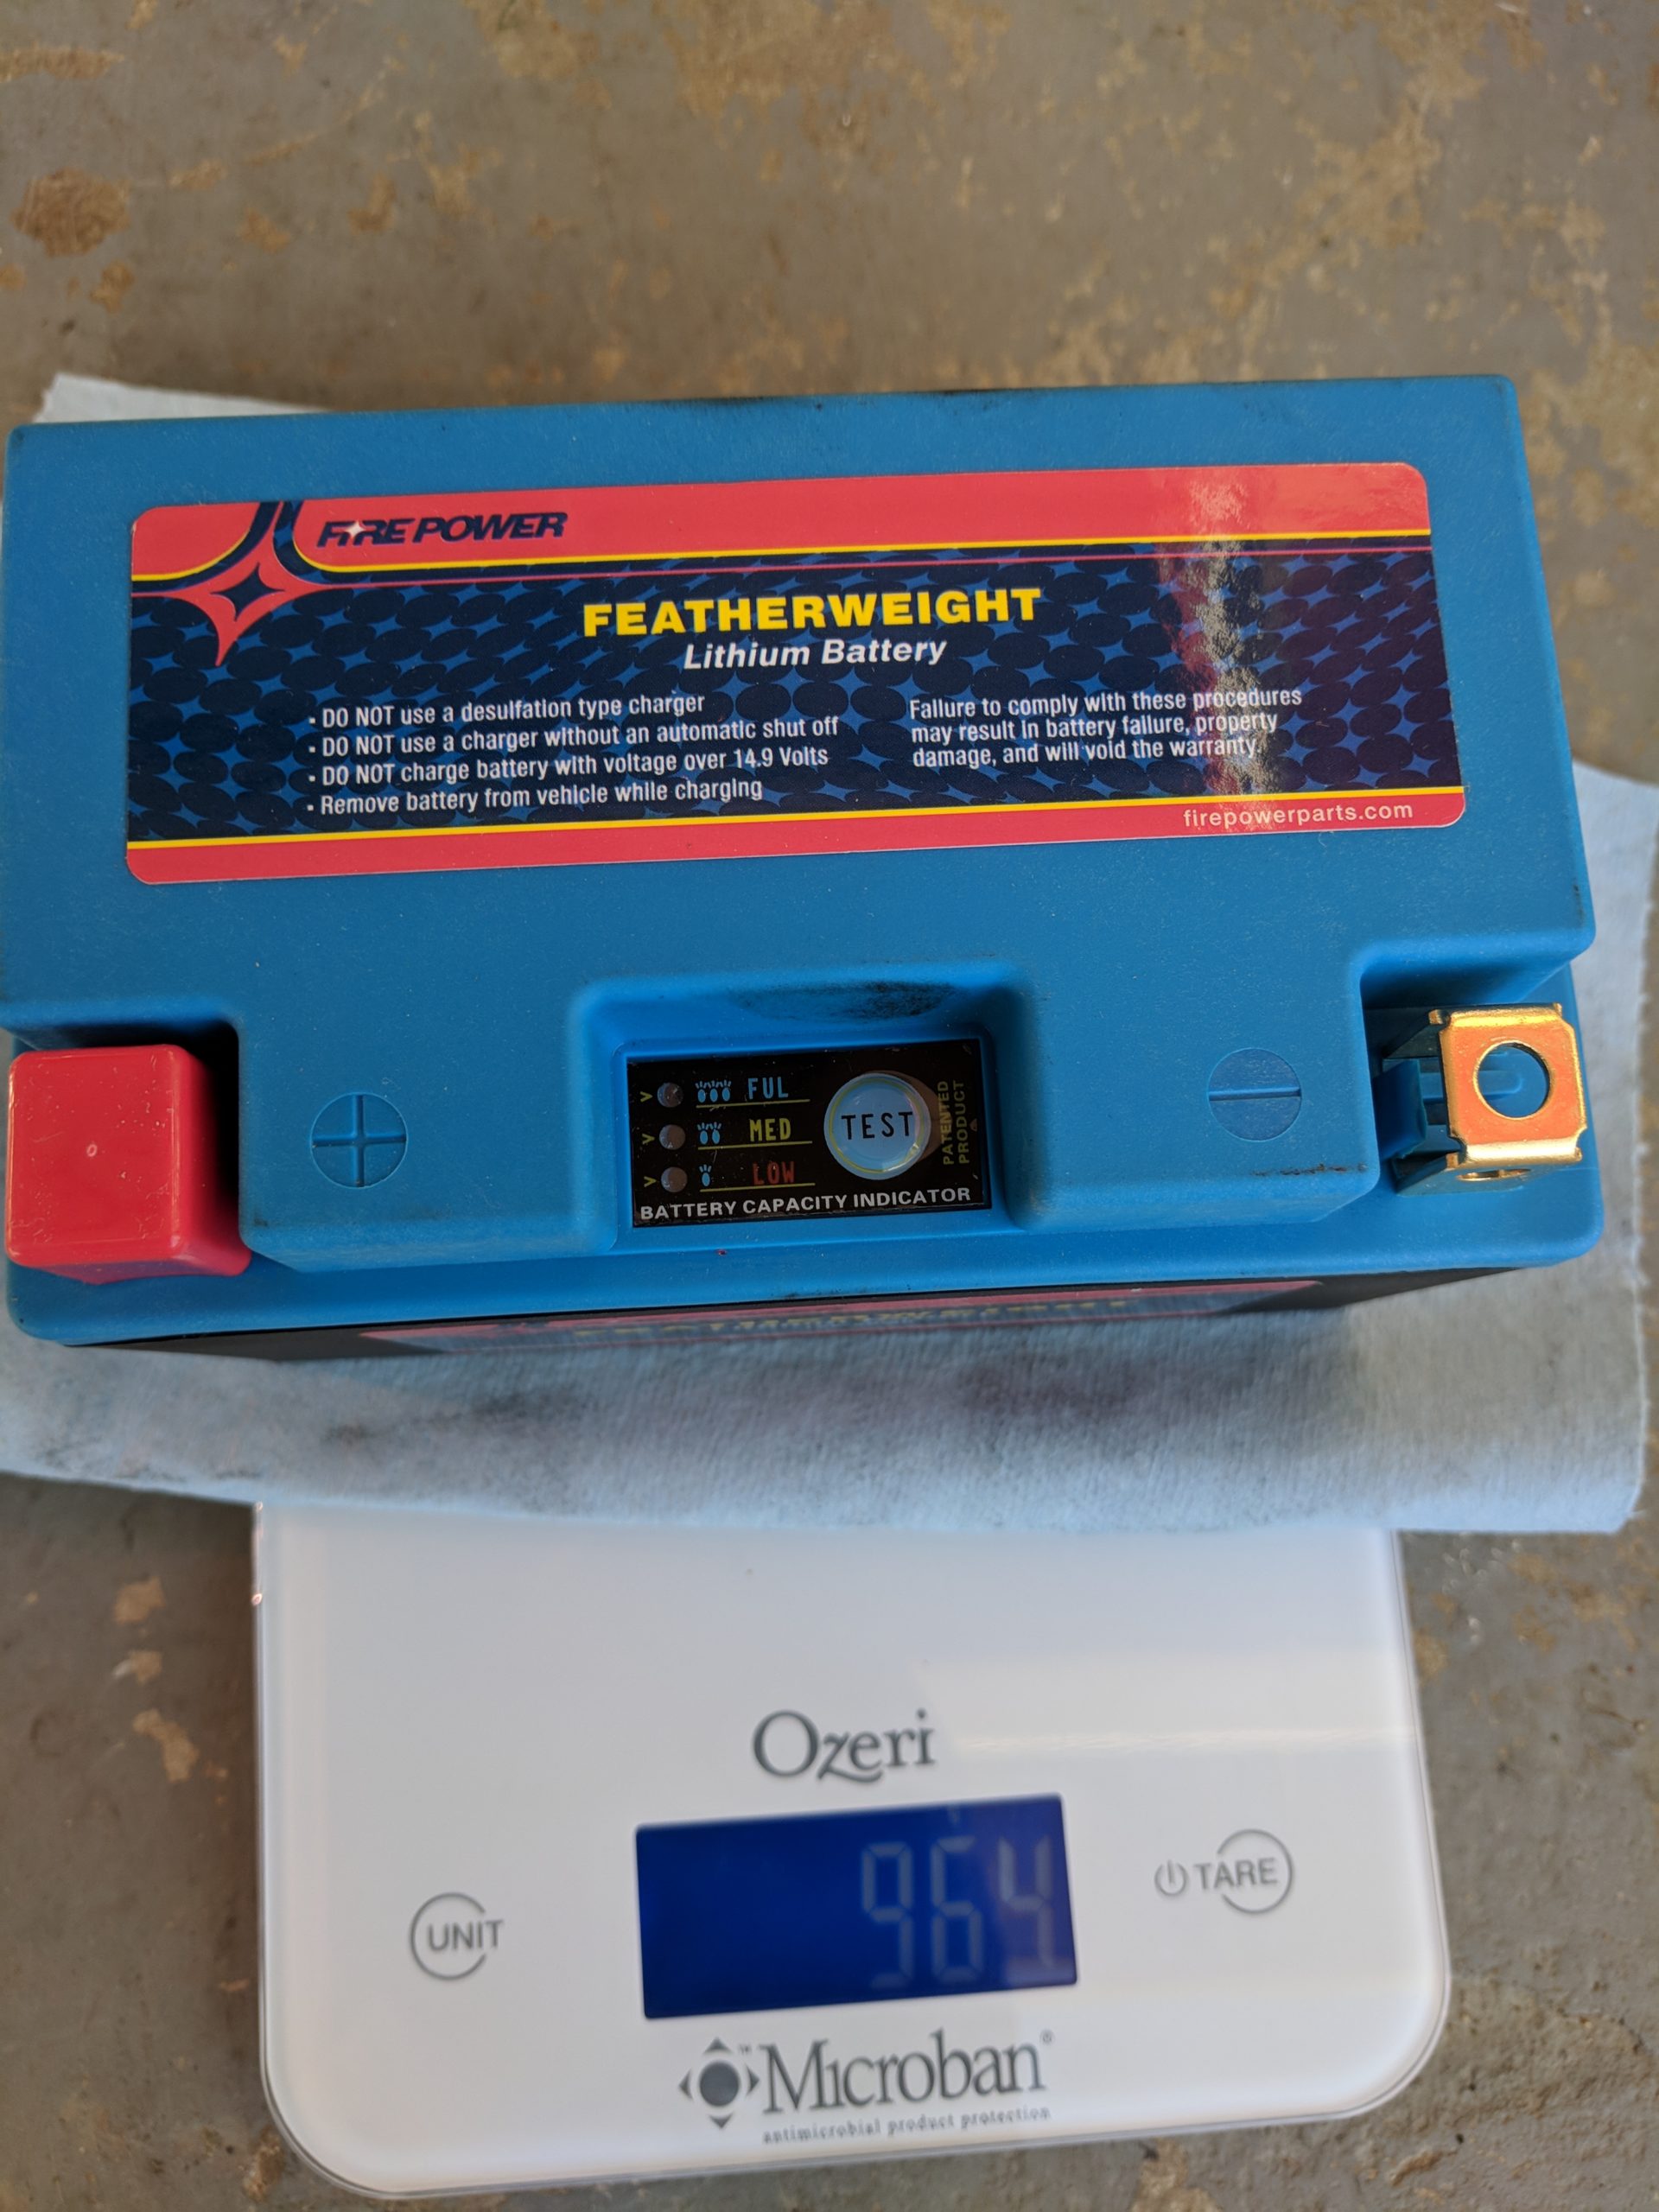 FIRE POWER
FEATHERWEIGHT
Lithium Battery
- DO NOT use a desulfation type charger
- DO NOT use a charger without an automatic shut off
- DO NOT charge battery with voltage over 14.9 Volts
- Remove battery from vehicle while charging
Failure to comply with these procedures
may result in battery failure, property
damage, and will void the warranty.
firepowerparts.com
+
FUL
MED
LOW
TEST
PATENTED
PRODUCT
BATTERY CAPACITY INDICATOR
−
Ozeri
964
UNIT
TARE
Microban®
antimicrobial product protection